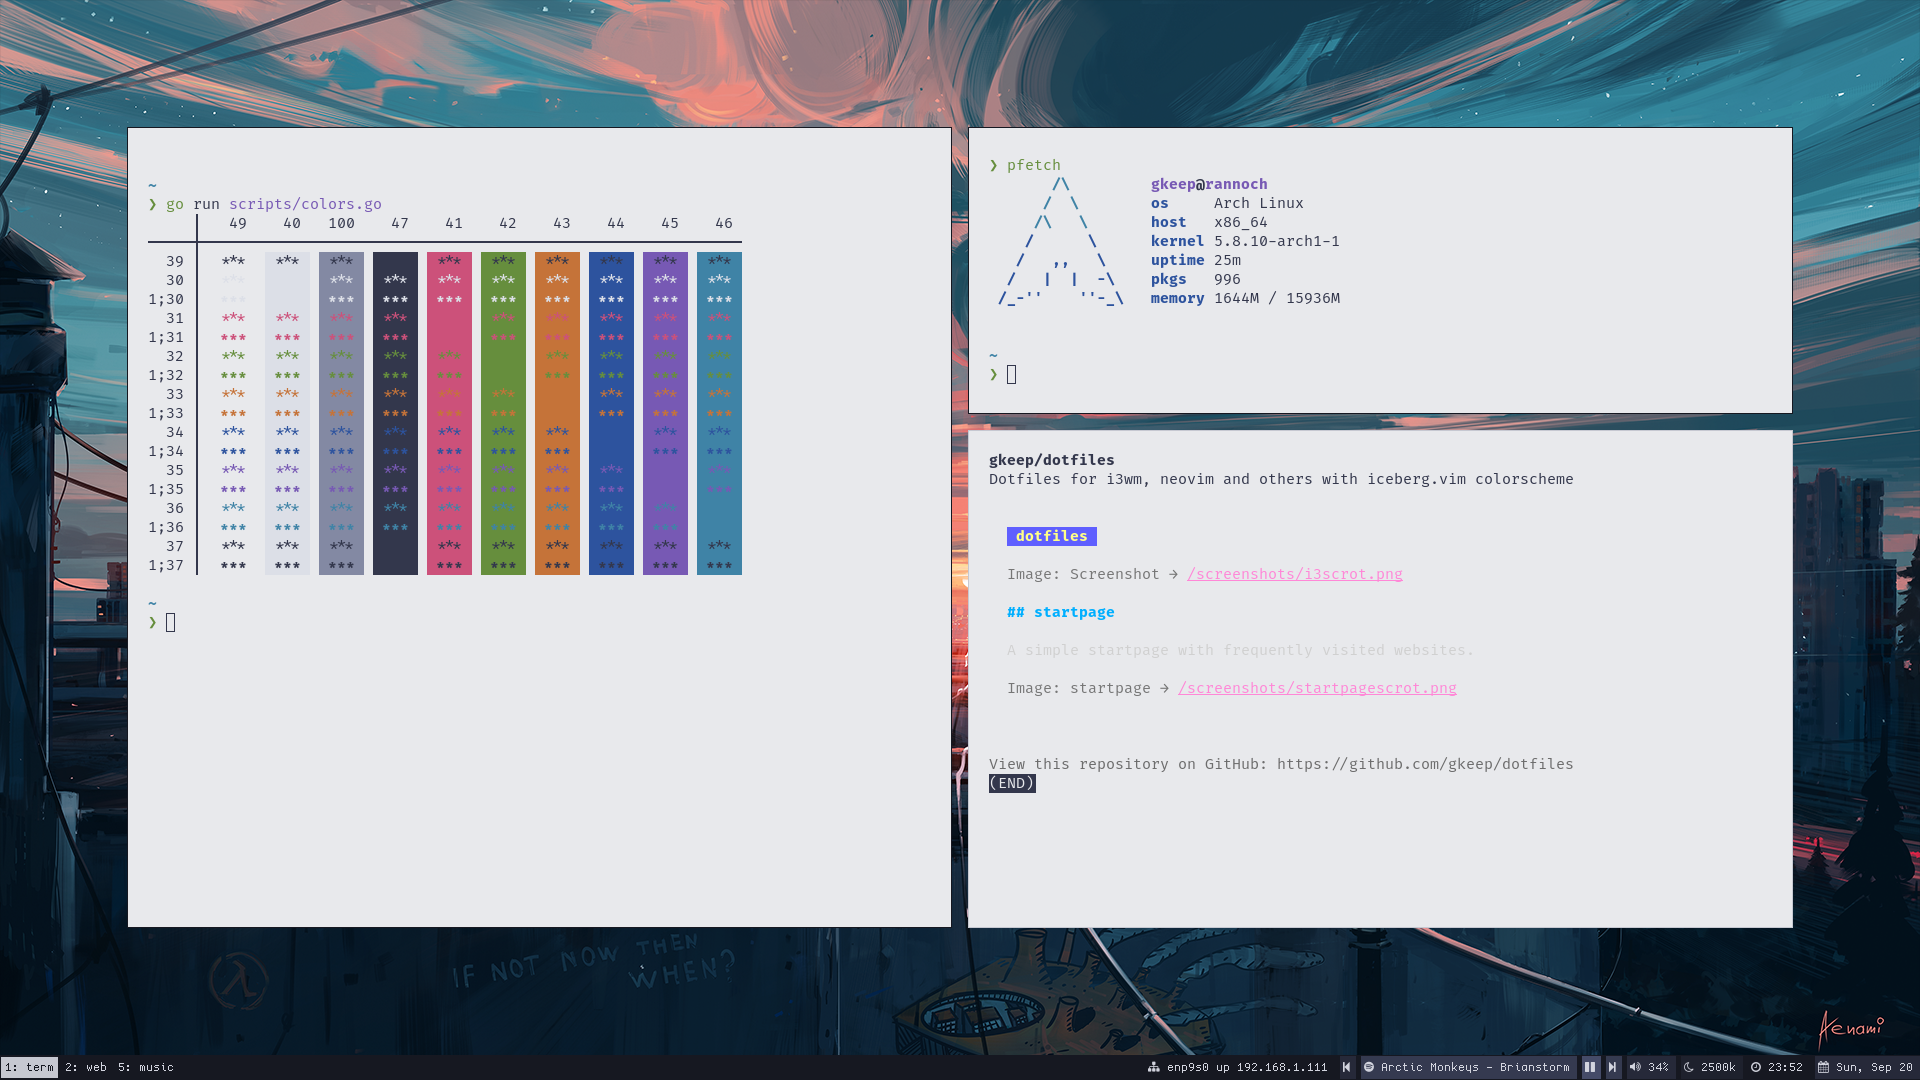 ~
❯ go run scripts/colors.go
49 40 100 47 41 42 43 44 45 46
39 *** *** *** *** *** *** *** *** ***
30 *** *** *** *** *** *** *** *** ***
1;30 *** *** *** *** *** *** *** *** ***
31 *** *** *** *** *** *** *** *** ***
1;31 *** *** *** *** *** *** *** *** ***
32 *** *** *** *** *** *** *** *** ***
1;32 *** *** *** *** *** *** *** *** ***
33 *** *** *** *** *** *** *** *** ***
1;33 *** *** *** *** *** *** *** *** ***
34 *** *** *** *** *** *** *** *** ***
1;34 *** *** *** *** *** *** *** *** ***
35 *** *** *** *** *** *** *** *** ***
1;35 *** *** *** *** *** *** *** *** ***
36 *** *** *** *** *** *** *** *** ***
1;36 *** *** *** *** *** *** *** *** ***
37 *** *** *** *** *** *** *** *** ***
1;37 *** *** *** *** *** *** *** *** ***
~
❯
❯ pfetch
/\ gkeep@rannoch
/  \ os Arch Linux
/\   \ host x86_64
/      \ kernel 5.8.10-arch1-1
/   ,,   \ uptime 25m
/   |  |  -\ pkgs 996
/_-''    ''-_\ memory 1644M / 15936M
~
❯
gkeep/dotfiles
Dotfiles for i3wm, neovim and others with iceberg.vim colorscheme
dotfiles
Image: Screenshot → /screenshots/i3scrot.png
## startpage
A simple startpage with frequently visited websites.
Image: startpage → /screenshots/startpagescrot.png
View this repository on GitHub: https://github.com/gkeep/dotfiles
(END)
λ
IF NOT NOW THEN
WHEN?
Aenami
1: term 2: web 5: music
enp9s0 up 192.168.1.111 Arctic Monkeys - Brianstorm 34% 2500k 23:52 Sun, Sep 20